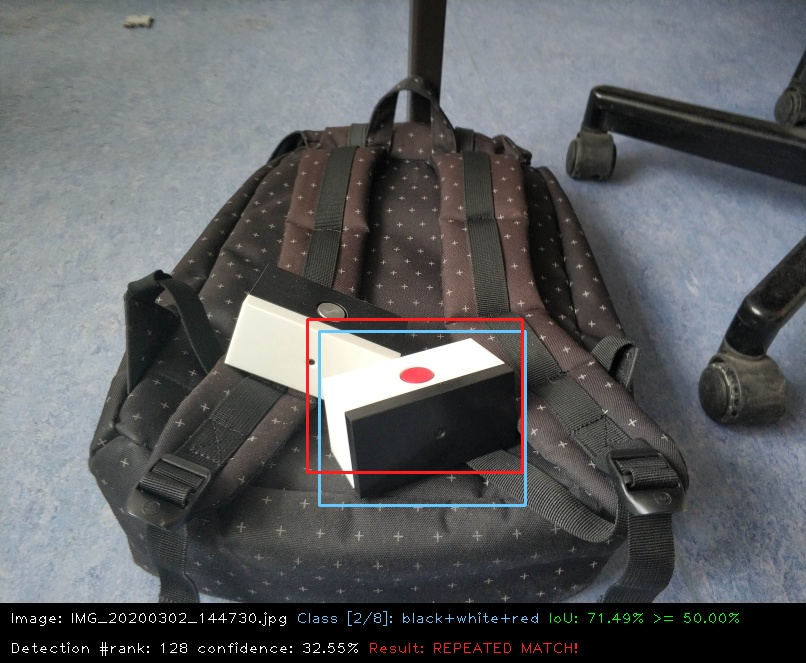 Image: IMG_20200302_144730.jpg Class [2/8]: black+white+red IoU: 71.49% >= 50.00%
Detection #rank: 128 confidence: 32.55% Result: REPEATED MATCH!